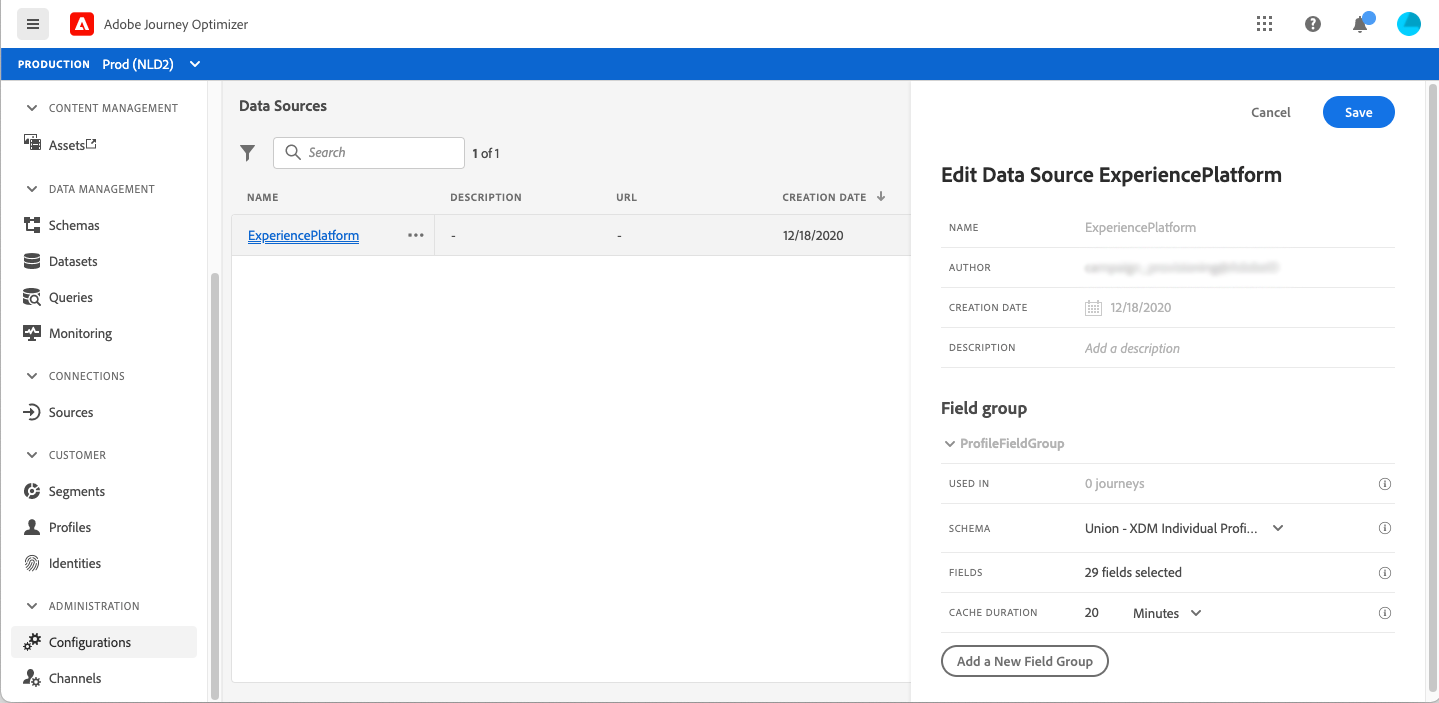 Adobe Journey Optimizer
PRODUCTION Prod (NLD2)
CONTENT MANAGEMENT
Assets
DATA MANAGEMENT
Schemas
Datasets
Queries
Monitoring
CONNECTIONS
Sources
CUSTOMER
Segments
Profiles
Identities
ADMINISTRATION
Configurations
Channels
Data Sources
Search 1 of 1
NAME DESCRIPTION URL CREATION DATE
ExperiencePlatform ••• - - 12/18/2020
Cancel Save
Edit Data Source ExperiencePlatform
NAME ExperiencePlatform
AUTHOR
CREATION DATE 12/18/2020
DESCRIPTION Add a description
Field group
ProfileFieldGroup
USED IN 0 journeys
SCHEMA Union - XDM Individual Profi...
FIELDS 29 fields selected
CACHE DURATION 20 Minutes
Add a New Field Group